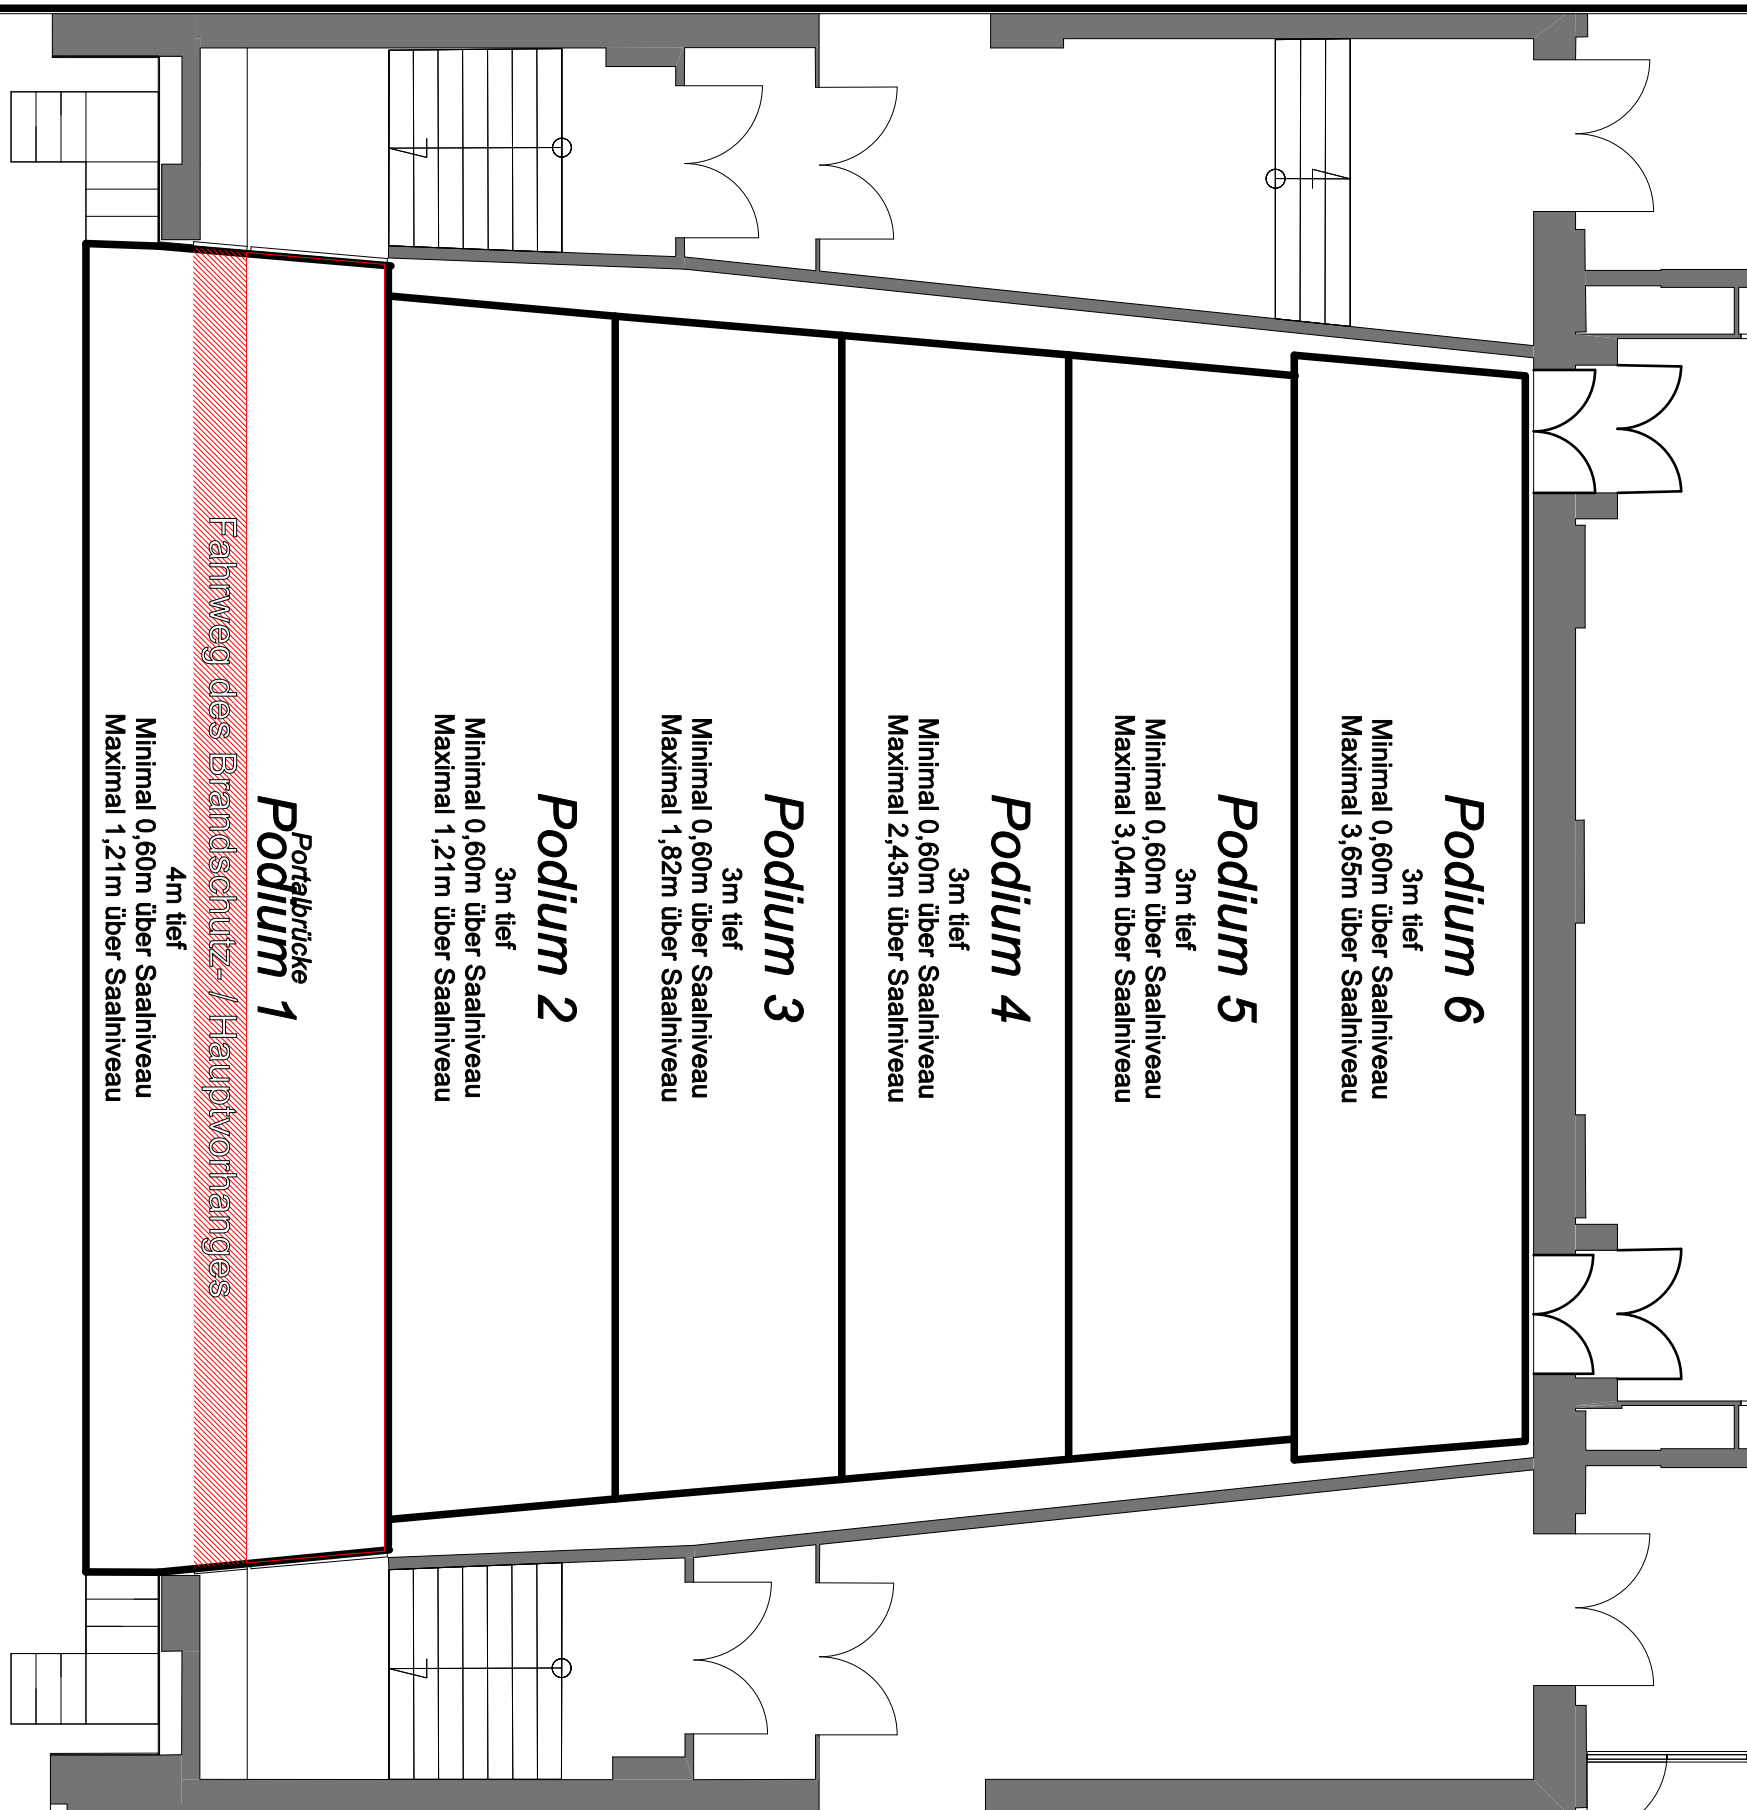 Podium 6
3m tief
Minimal 0,60m über Saalniveau
Maximal 3,65m über Saalniveau
Podium 5
3m tief
Minimal 0,60m über Saalniveau
Maximal 3,04m über Saalniveau
Podium 4
3m tief
Minimal 0,60m über Saalniveau
Maximal 2,43m über Saalniveau
Podium 3
3m tief
Minimal 0,60m über Saalniveau
Maximal 1,82m über Saalniveau
Podium 2
3m tief
Minimal 0,60m über Saalniveau
Maximal 1,21m über Saalniveau
Portalbrücke
Podium 1
Fahrweg des Brandschutz- / Hauptvorhanges
4m tief
Minimal 0,60m über Saalniveau
Maximal 1,21m über Saalniveau